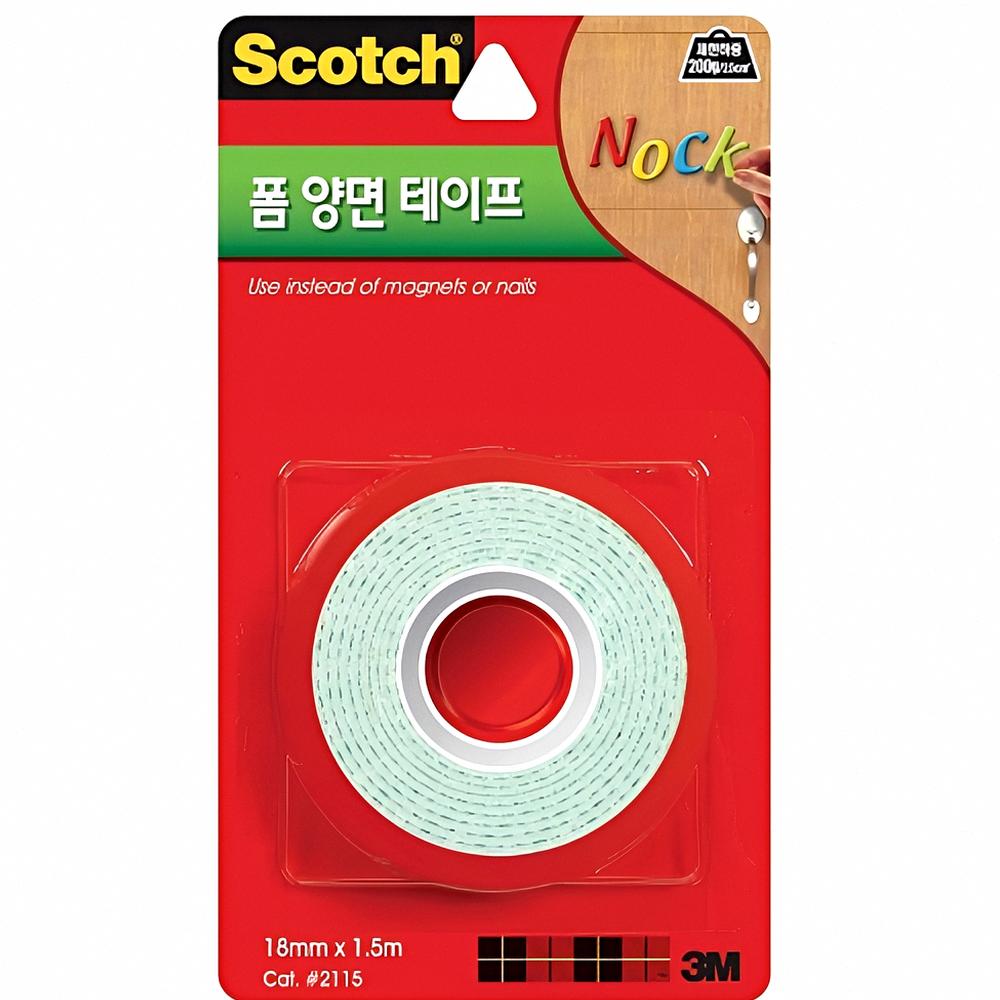 Scotch®
200g
Nock
폼 양면 테이프
Use instead of magnets or nails
18mm x 1.5m
Cat. #2115
3M